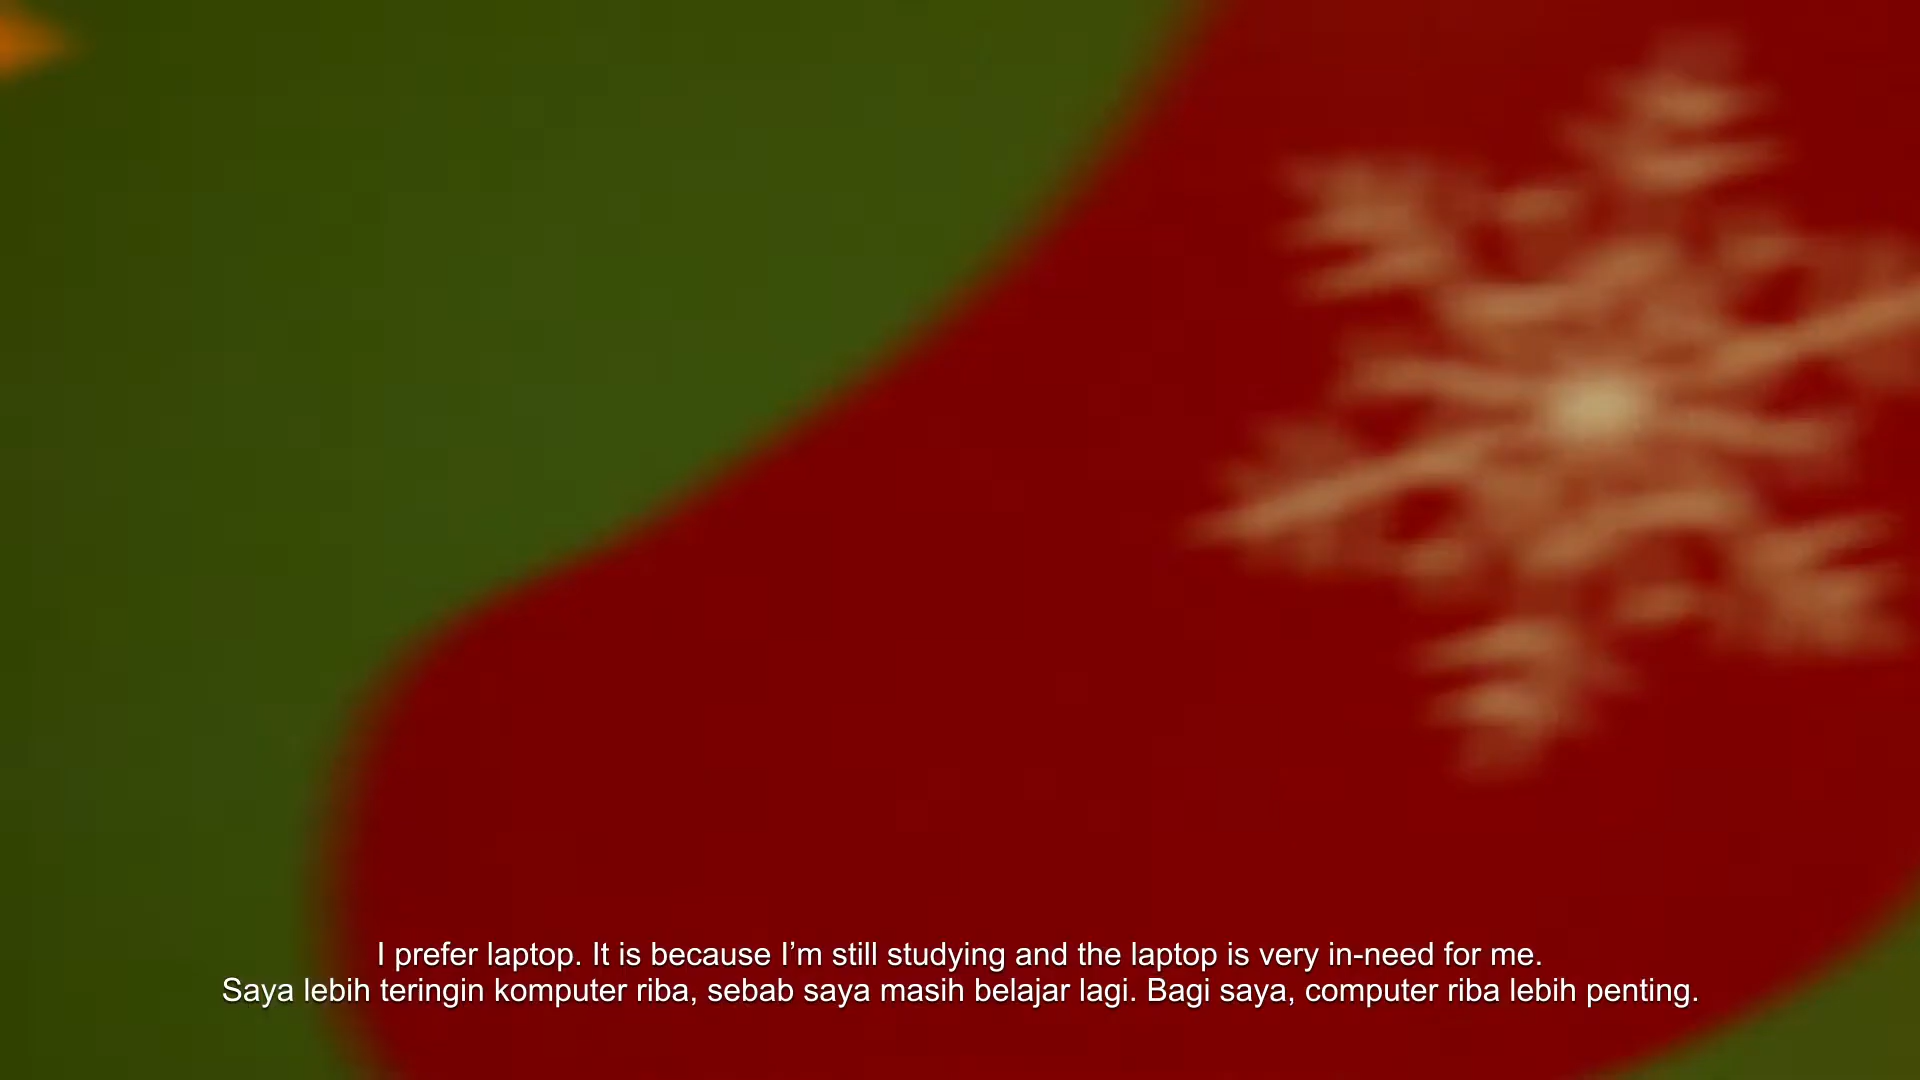 I prefer laptop. It is because I’m still studying and the laptop is very in-need for me.
Saya lebih teringin komputer riba, sebab saya masih belajar lagi. Bagi saya, computer riba lebih penting.